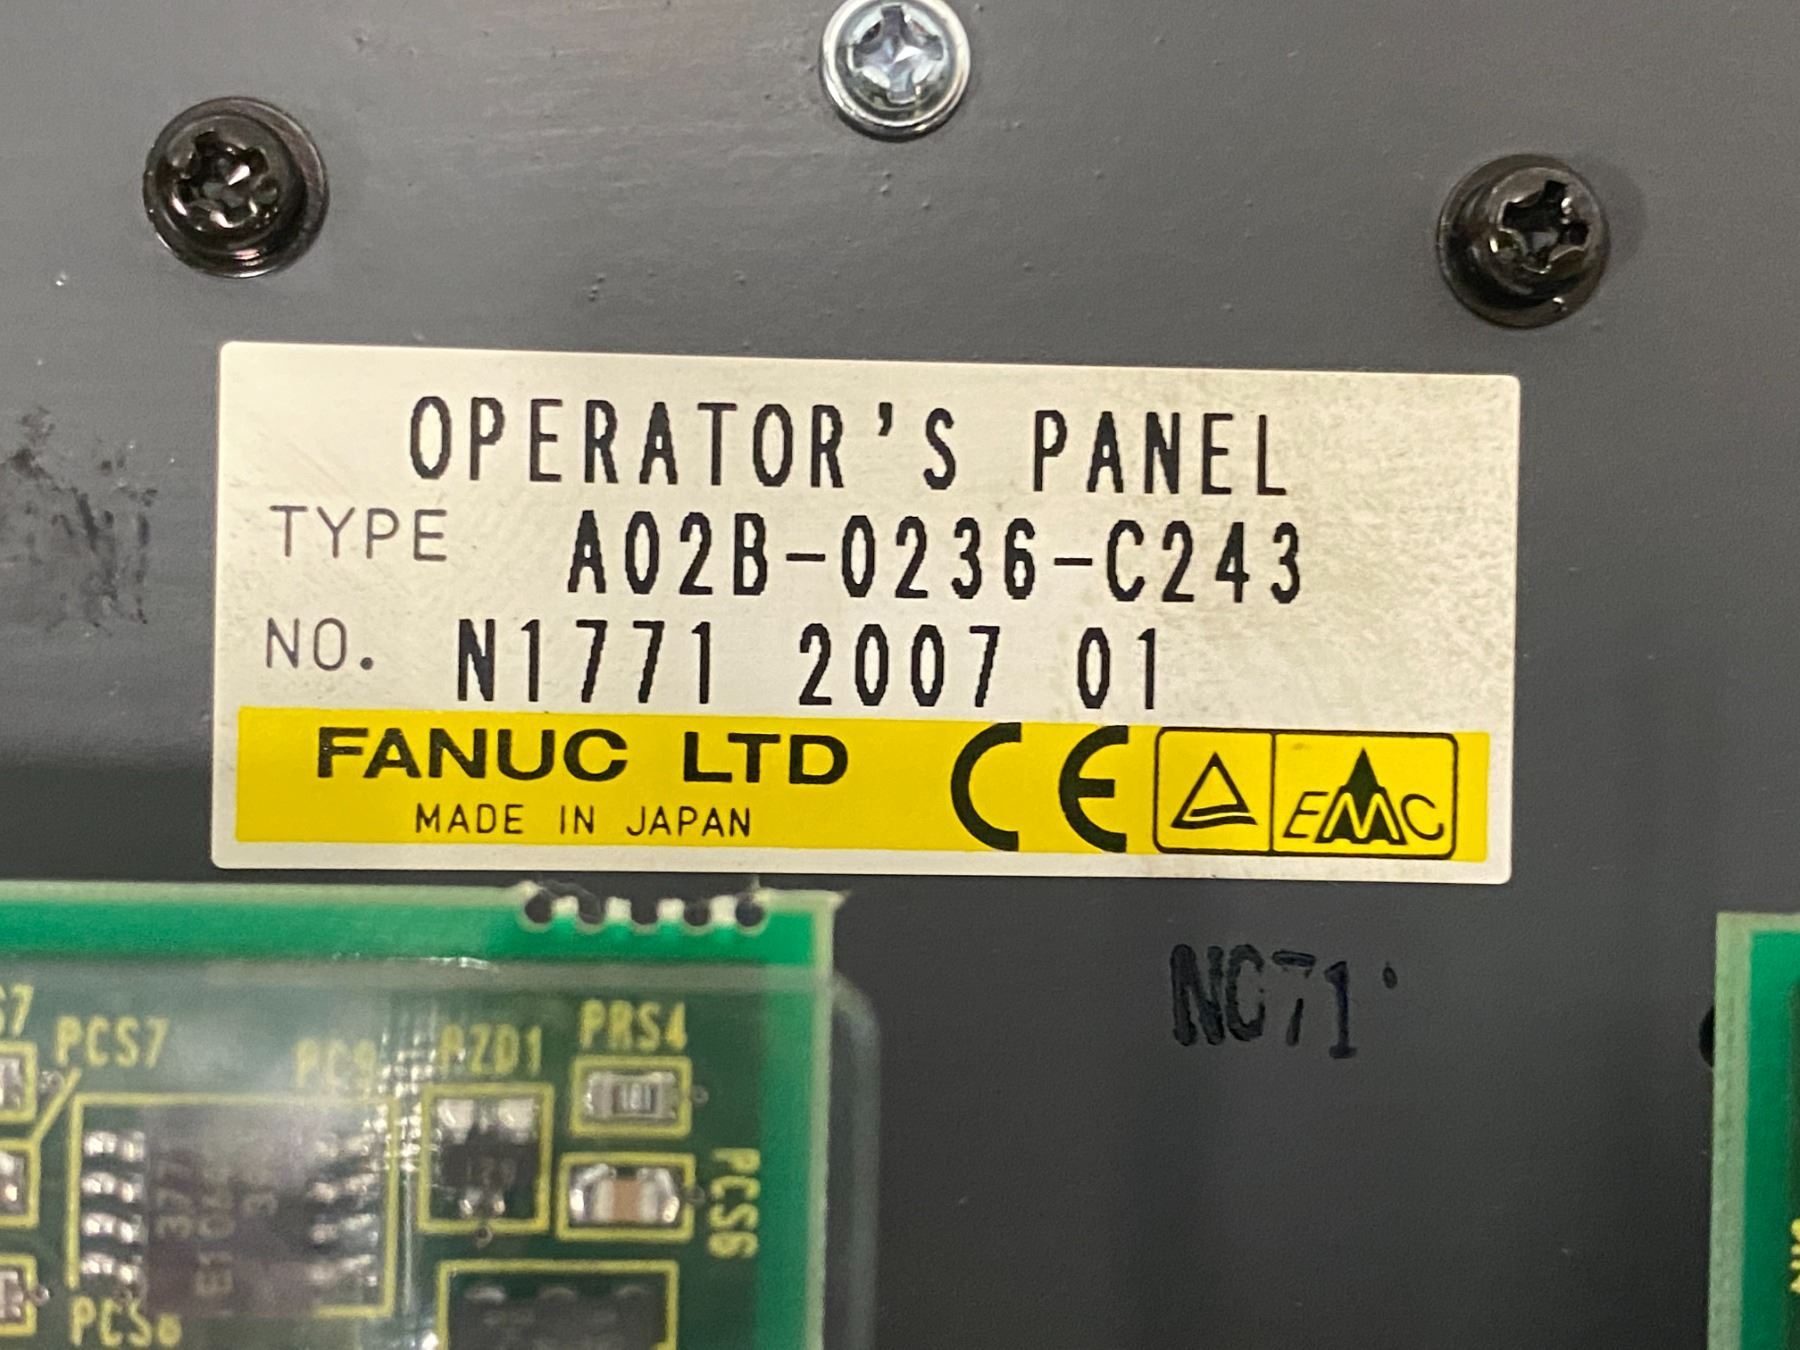 OPERATOR'S PANEL
TYPE A02B-0236-C243
NO. N1771 2007 01
FANUC LTD
MADE IN JAPAN
CE
EMC
NC71
PCS7
PZD1
PRS4
PCS6